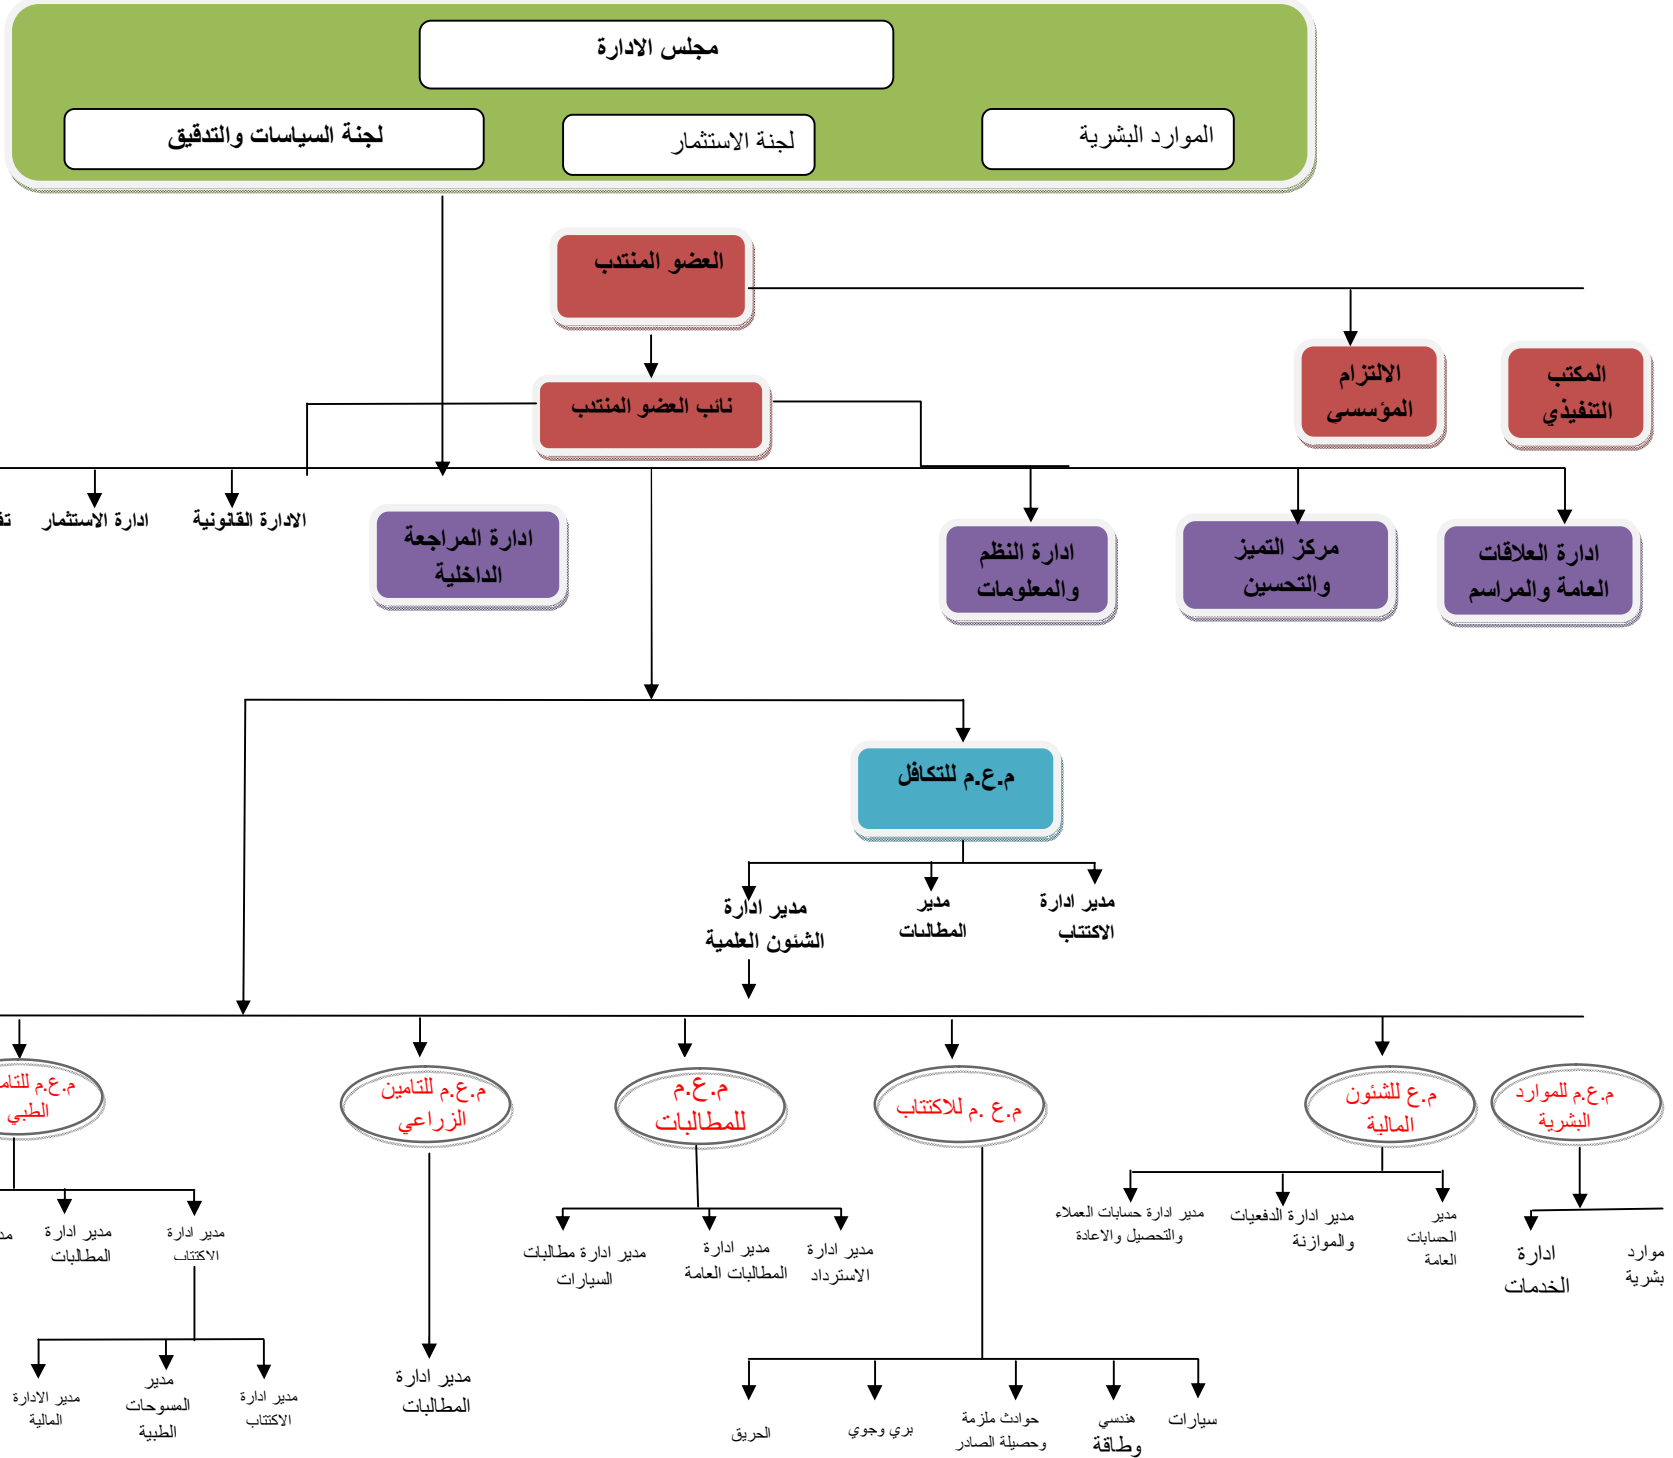 مجلس الادارة
الموارد البشرية
لجنة الاستثمار
لجنة السياسات والتدقيق
العضو المنتدب
المكتب
التنفيذي
الالتزام
المؤسسى
نائب العضو المنتدب
ادارة العلاقات
العامة والمراسم
مركز التميز
والتحسين
ادارة النظم
والمعلومات
ادارة المراجعة
الداخلية
الادارة القانونية
ادارة الاستثمار
م.ع.م للتكافل
مدير ادارة
الاكتتاب
مدير
المطالبات
مدير ادارة
الشئون العلمية
م.ع.م للموارد
البشرية
م.ع للشئون
المالية
م.ع .م للاكتتاب
م.ع.م
للمطالبات
م.ع.م للتامين
الزراعي
م.ع.م
الطبي
موارد
بشرية
ادارة
الخدمات
مدير
الحسابات
العامة
مدير ادارة الدفعيات
والموازنة
مدير ادارة حسابات العملاء
والتحصيل والاعادة
مدير ادارة
الاسترداد
مدير ادارة
المطالبات العامة
مدير ادارة مطالبات
السيارات
مدير ادارة
الاكتتاب
مدير ادارة
المطالبات
سيارات
هندسي
وطاقة
حوادث ملزمة
وحصيلة الصادر
بري وجوي
الحريق
مدير ادارة
المطالبات
مدير ادارة
الاكتتاب
مدير
المسوحات
الطبية
مدير الادارة
المالية